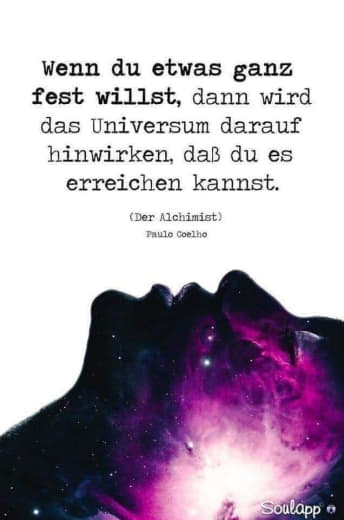 Wenn du etwas ganz
fest willst, dann wird
das Universum darauf
hinwirken, daß du es
erreichen kannst.
(Der Alchimist)
Paulo Coelho
Soulapp